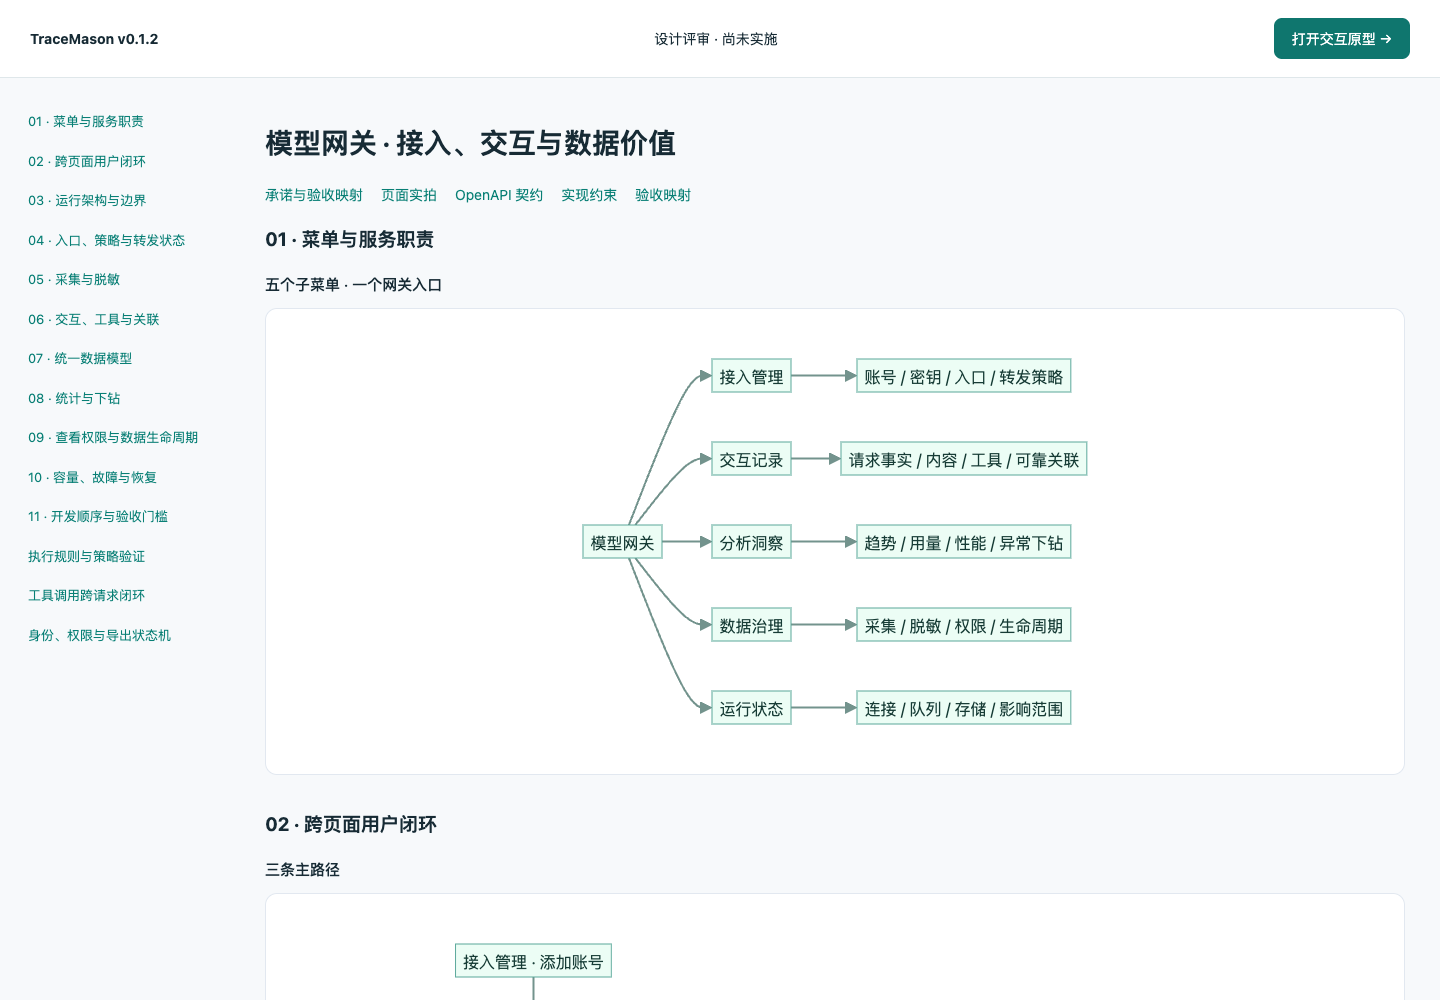 TraceMason v0.1.2
设计评审 · 尚未实施
打开交互原型 →
01 · 菜单与服务职责
02 · 跨页面用户闭环
03 · 运行架构与边界
04 · 入口、策略与转发状态
05 · 采集与脱敏
06 · 交互、工具与关联
07 · 统一数据模型
08 · 统计与下钻
09 · 查看权限与数据生命周期
10 · 容量、故障与恢复
11 · 开发顺序与验收门槛
执行规则与策略验证
工具调用跨请求闭环
身份、权限与导出状态机
模型网关 · 接入、交互与数据价值
承诺与验收映射 页面实拍 OpenAPI 契约 实现约束 验收映射
01 · 菜单与服务职责
五个子菜单 · 一个网关入口
接入管理 账号 / 密钥 / 入口 / 转发策略
交互记录 请求事实 / 内容 / 工具 / 可靠关联
模型网关 分析洞察 趋势 / 用量 / 性能 / 异常下钻
数据治理 采集 / 脱敏 / 权限 / 生命周期
运行状态 连接 / 队列 / 存储 / 影响范围
02 · 跨页面用户闭环
三条主路径
接入管理 · 添加账号